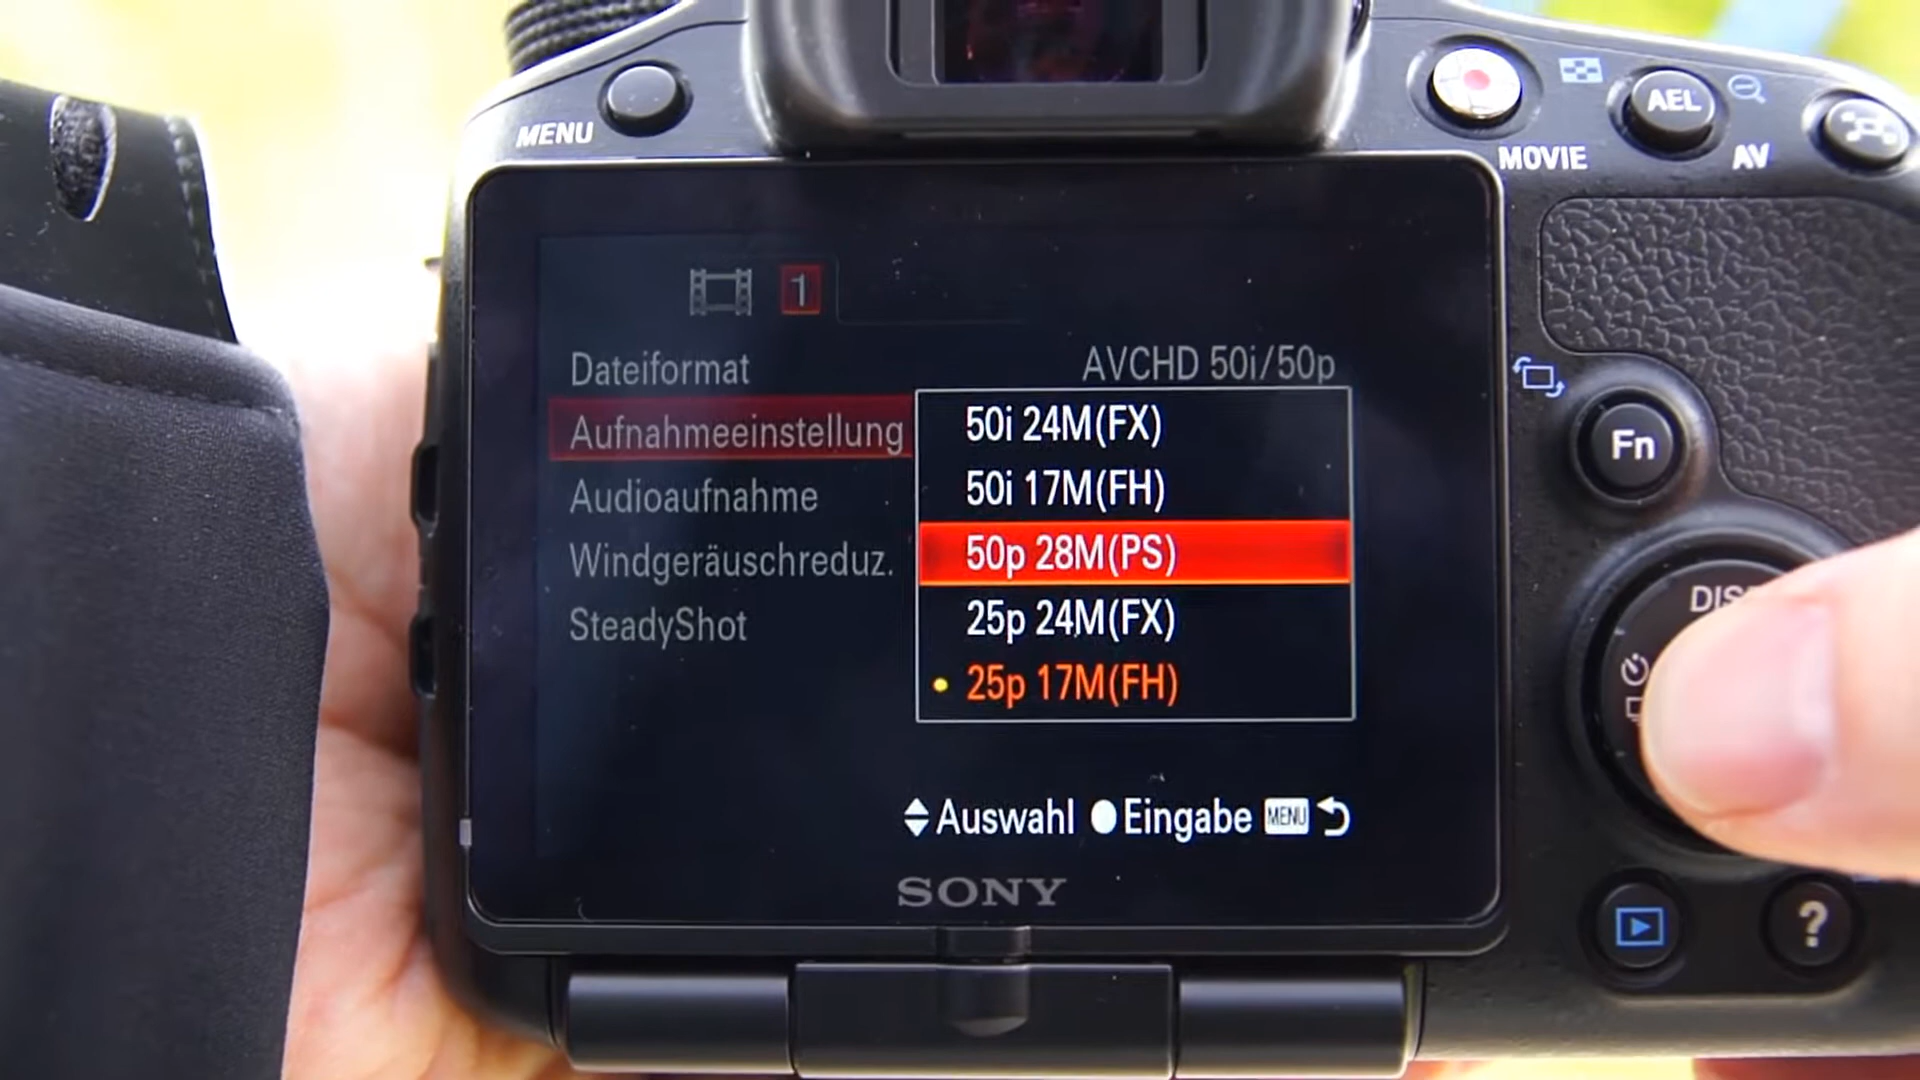 MENU
MOVIE
AEL
AV
1
Dateiformat
AVCHD 50i/50p
Aufnahmeeinstellung
Audioaufnahme
Windgeräuschreduz.
SteadyShot
50i 24M(FX)
50i 17M(FH)
50p 28M(PS)
25p 24M(FX)
25p 17M(FH)
Auswahl Eingabe MENU
SONY
Fn
?